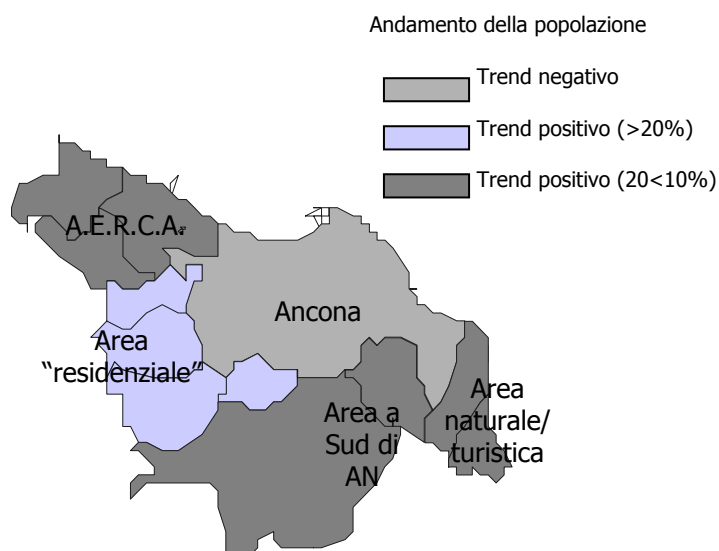 Andamento della popolazione
Trend negativo
Trend positivo (>20%)
Trend positivo (20<10%)
A.E.R.C.A.
Ancona
Area
“residenziale”
Area a
Sud di
AN
Area
naturale/
turistica